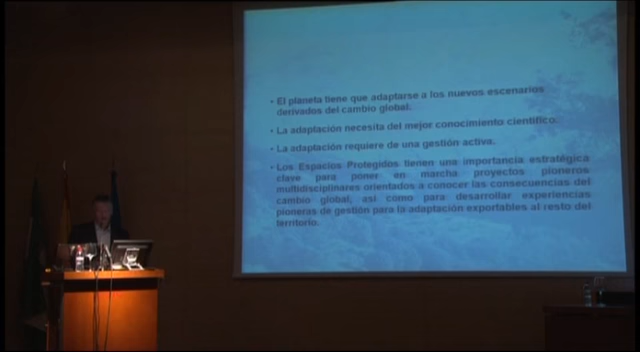 • El planeta tiene que adaptarse a los nuevos escenarios
derivados del cambio global.
• La adaptación necesita del mejor conocimiento científico.
• La adaptación requiere de una gestión activa.
• Los Espacios Protegidos tienen una importancia estratégica
clave para poner en marcha proyectos pioneros
multidisciplinares orientados a conocer las consecuencias del
cambio global, así como para desarrollar experiencias
pioneras de gestión para la adaptación exportables al resto del
territorio.